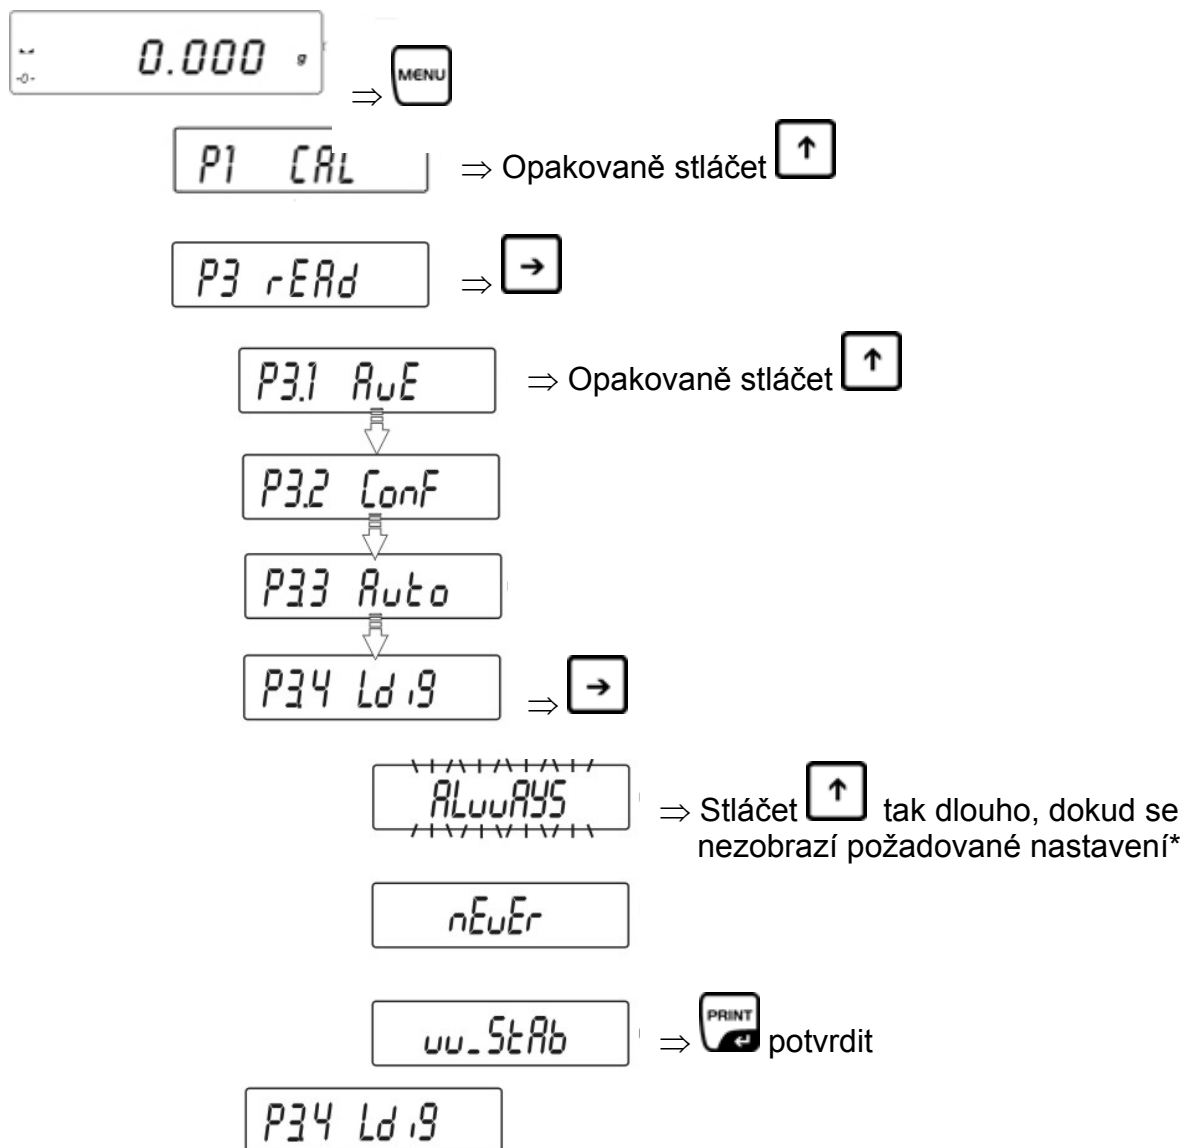 0.000 g
-0-
⇒ MENU
P1 CAL ⇒ Opakovaně stláčet ↑
P3 rEAd ⇒ →
P3.1 AvE ⇒ Opakovaně stláčet ↑
P3.2 ConF
P3.3 Auto
P3.4 Ldig ⇒ →
ALwAYS ⇒ Stláčet ↑ tak dlouho, dokud se
nezobrazí požadované nastavení*
nEvEr
w_StAb ⇒ PRINT potvrdit
P3.4 Ldig